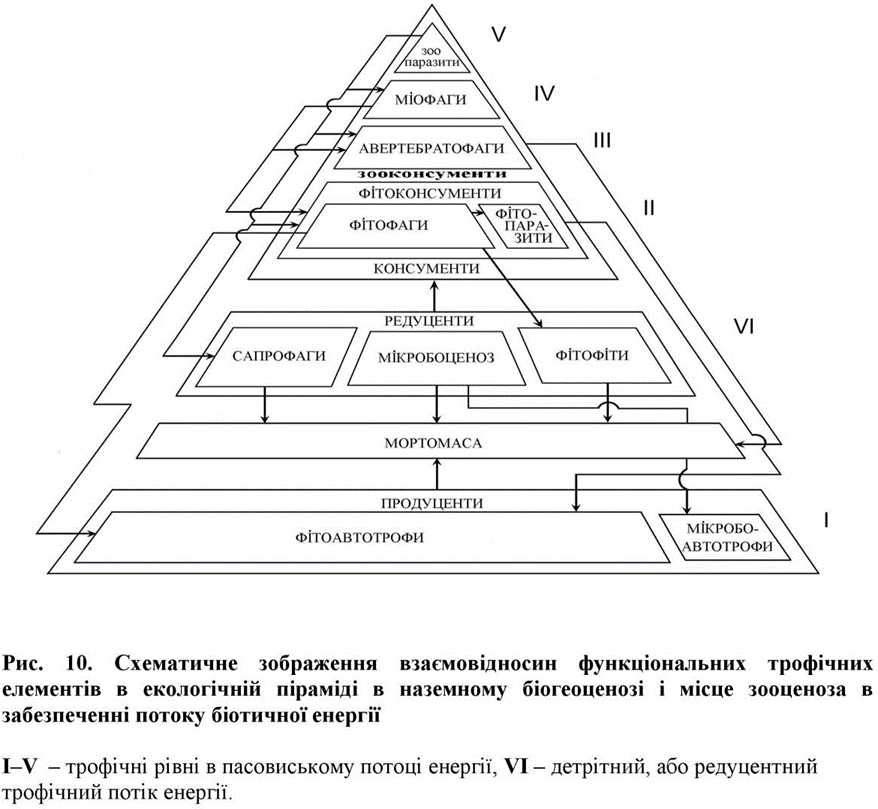 V
зоо
паразити
IV
МІОФАГИ
III
АВЕРТЕБРАТОФАГИ
зооконсументи
ФІТОКОНСУМЕНТИ
II
ФІТОФАГИ
ФІТО-
ПАРА-
ЗИТИ
КОНСУМЕНТИ
РЕДУЦЕНТИ
VI
САПРОФАГИ
МІКРОБОЦЕНОЗ
ФІТОФІТИ
МОРТОМАСА
ПРОДУЦЕНТИ
I
ФІТОАВТОТРОФИ
МІКРОБО-
АВТОТРОФИ
Рис. 10. Схематичне зображення взаємовідносин функціональних трофічних
елементів в екологічній піраміді в наземному біогеоценозі і місце зооценоза в
забезпеченні потоку біотичної енергії
I–V – трофічні рівні в пасовиському потоці енергії, VI – детрітний, або редуцентний
трофічний потік енергії.